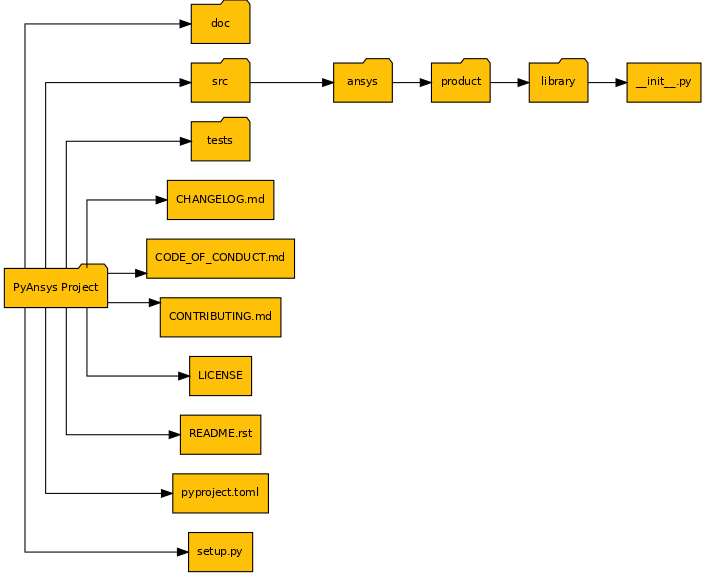 doc
src
ansys
product
library
__init__.py
tests
CHANGELOG.md
CODE_OF_CONDUCT.md
PyAnsys Project
CONTRIBUTING.md
LICENSE
README.rst
pyproject.toml
setup.py